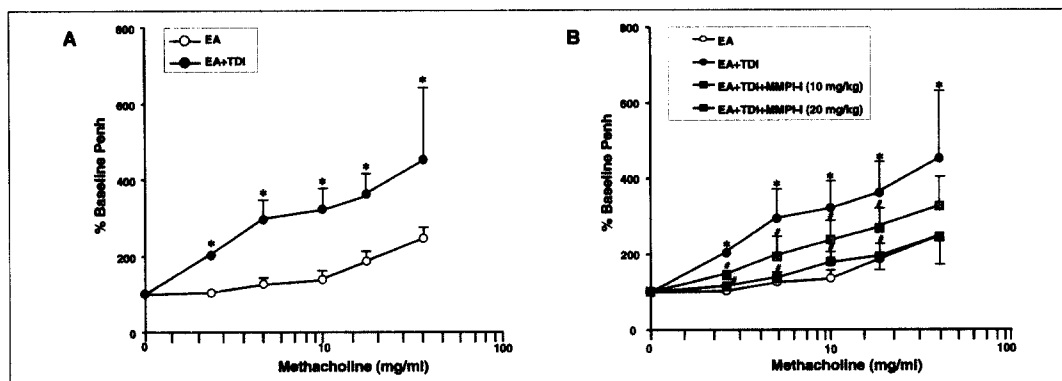 A
EA
EA+TDI
% Baseline Penh
800
600
400
200
0
* * * * *
0 10 100
Methacholine (mg/ml)
B
EA
EA+TDI
EA+TDI+MMPI-I (10 mg/kg)
EA+TDI+MMPI-I (20 mg/kg)
% Baseline Penh
800
600
400
200
0
* * * * *
# # # #
# # # #
0 10 100
Methacholine (mg/ml)